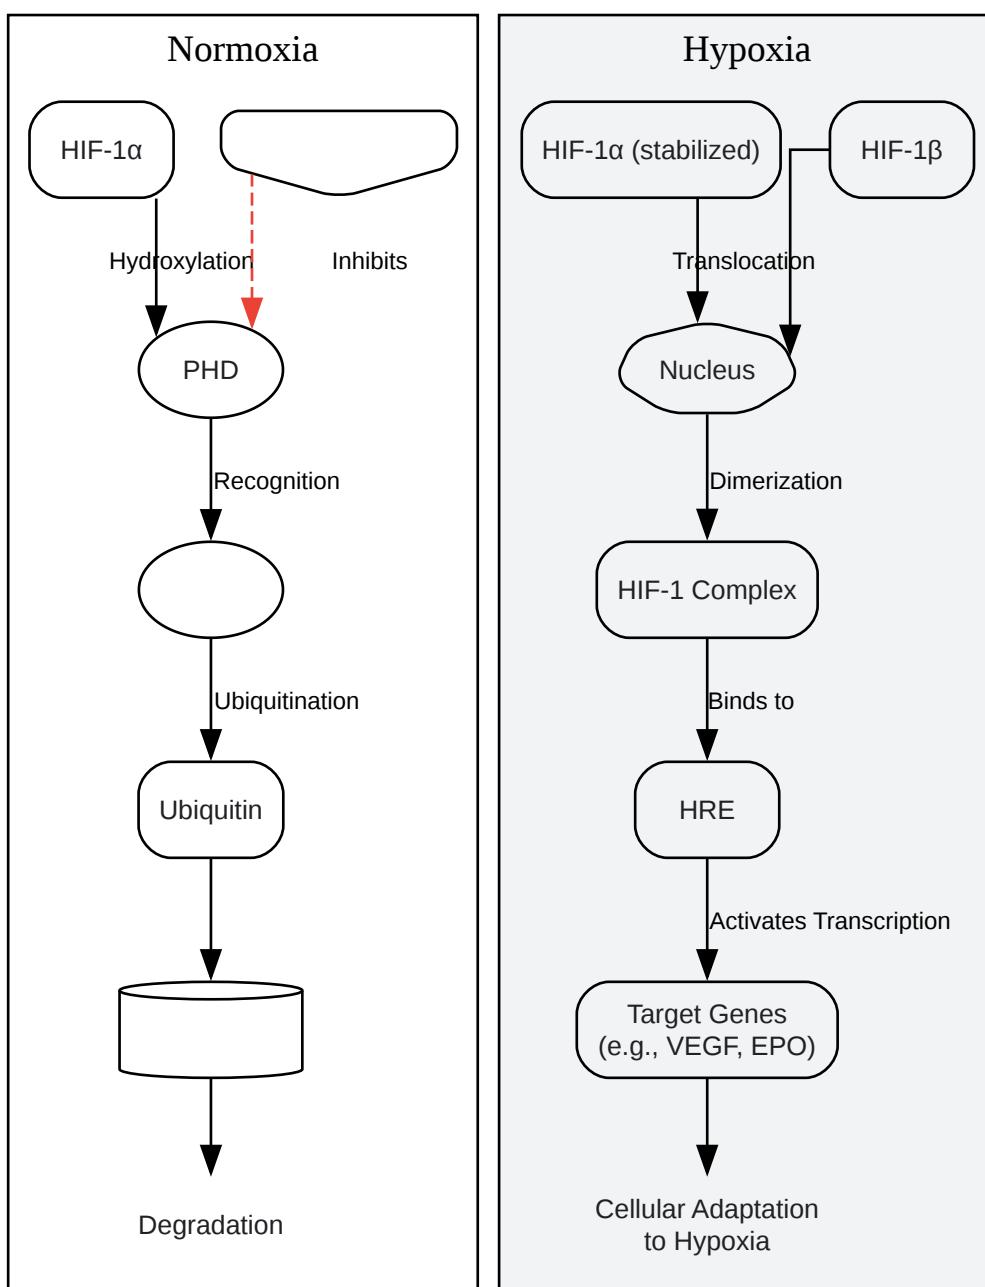 Normoxia
HIF-1α
Hydroxylation
Inhibits
PHD
Recognition
Ubiquitination
Ubiquitin
Degradation
Hypoxia
HIF-1α (stabilized)
HIF-1β
Translocation
Nucleus
Dimerization
HIF-1 Complex
Binds to
HRE
Activates Transcription
Target Genes
(e.g., VEGF, EPO)
Cellular Adaptation
to Hypoxia